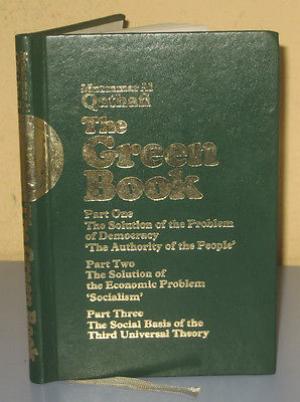 Muammar Al
Qathafi
The
Green
Book
Part One
The Solution of the Problem
of Democracy
'The Authority of the People'
Part Two
The Solution of
the Economic Problem
'Socialism'
Part Three
The Social Basis of the
Third Universal Theory
Green Book